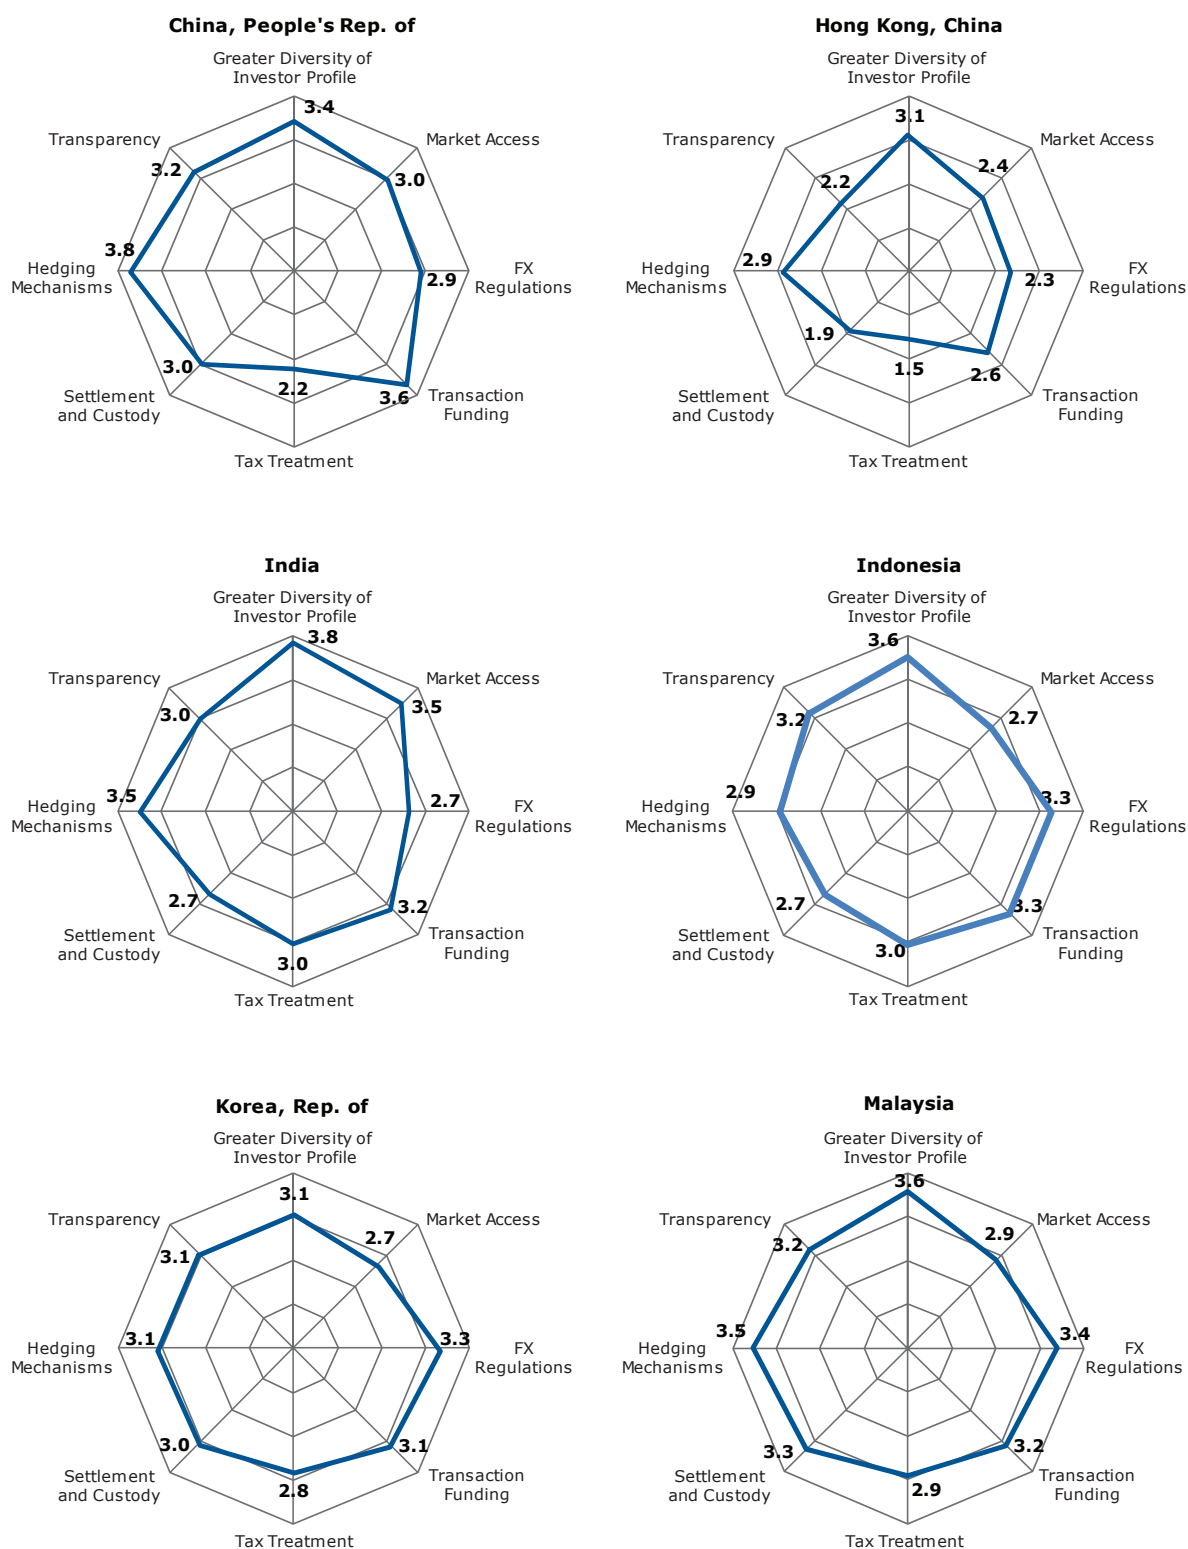 China, People's Rep. of
Greater Diversity of
Investor Profile
3.4
Transparency
Market Access
3.2
3.0
3.8
Hedging
Mechanisms
FX
Regulations
2.9
3.0
2.2
3.6
Settlement
and Custody
Transaction
Funding
Tax Treatment
Hong Kong, China
Greater Diversity of
Investor Profile
3.1
Transparency
Market Access
2.4
2.2
2.9
Hedging
Mechanisms
FX
Regulations
2.3
1.9
1.5
2.6
Settlement
and Custody
Transaction
Funding
Tax Treatment
India
Greater Diversity of
Investor Profile
3.8
Transparency
Market Access
3.0
3.5
3.5
2.7
Hedging
Mechanisms
FX
Regulations
2.7
3.2
Settlement
and Custody
Transaction
Funding
3.0
Tax Treatment
Indonesia
Greater Diversity of
Investor Profile
3.6
Transparency
Market Access
3.2
2.7
2.9
3.3
Hedging
Mechanisms
FX
Regulations
2.7
3.3
Settlement
and Custody
Transaction
Funding
3.0
Tax Treatment
Korea, Rep. of
Greater Diversity of
Investor Profile
3.1
Transparency
Market Access
2.7
3.1
3.1
3.3
Hedging
Mechanisms
FX
Regulations
3.0
3.1
Settlement
and Custody
Transaction
Funding
2.8
Tax Treatment
Malaysia
Greater Diversity of
Investor Profile
3.6
Transparency
Market Access
2.9
3.2
3.5
3.4
Hedging
Mechanisms
FX
Regulations
3.3
3.2
Settlement
and Custody
Transaction
Funding
2.9
Tax Treatment